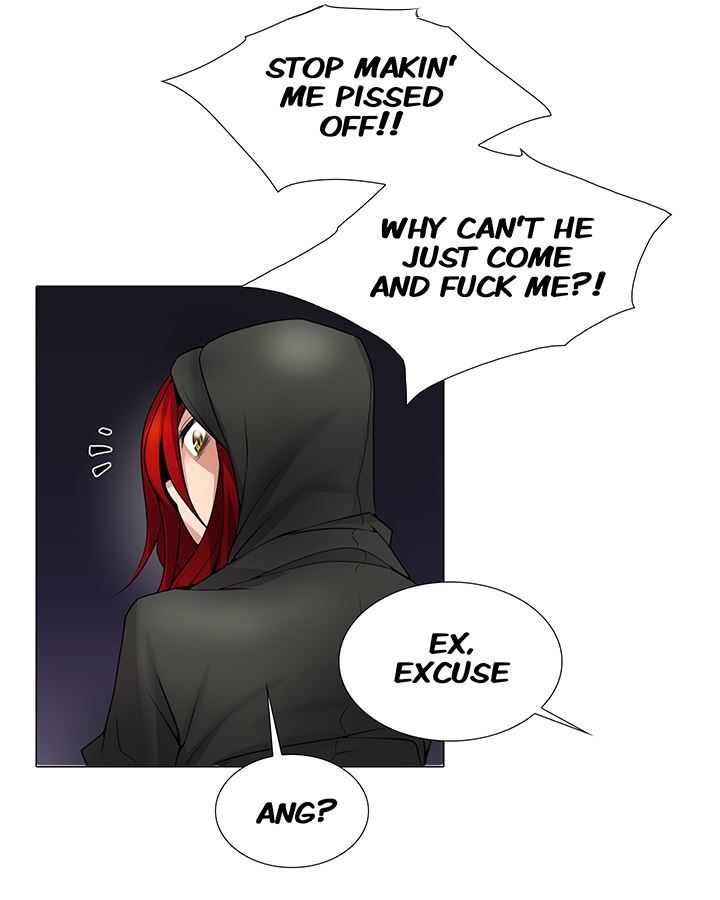 STOP MAKIN'
ME PISSED
OFF!!
WHY CAN'T HE
JUST COME
AND FUCK ME?!
EX,
EXCUSE
ANG?